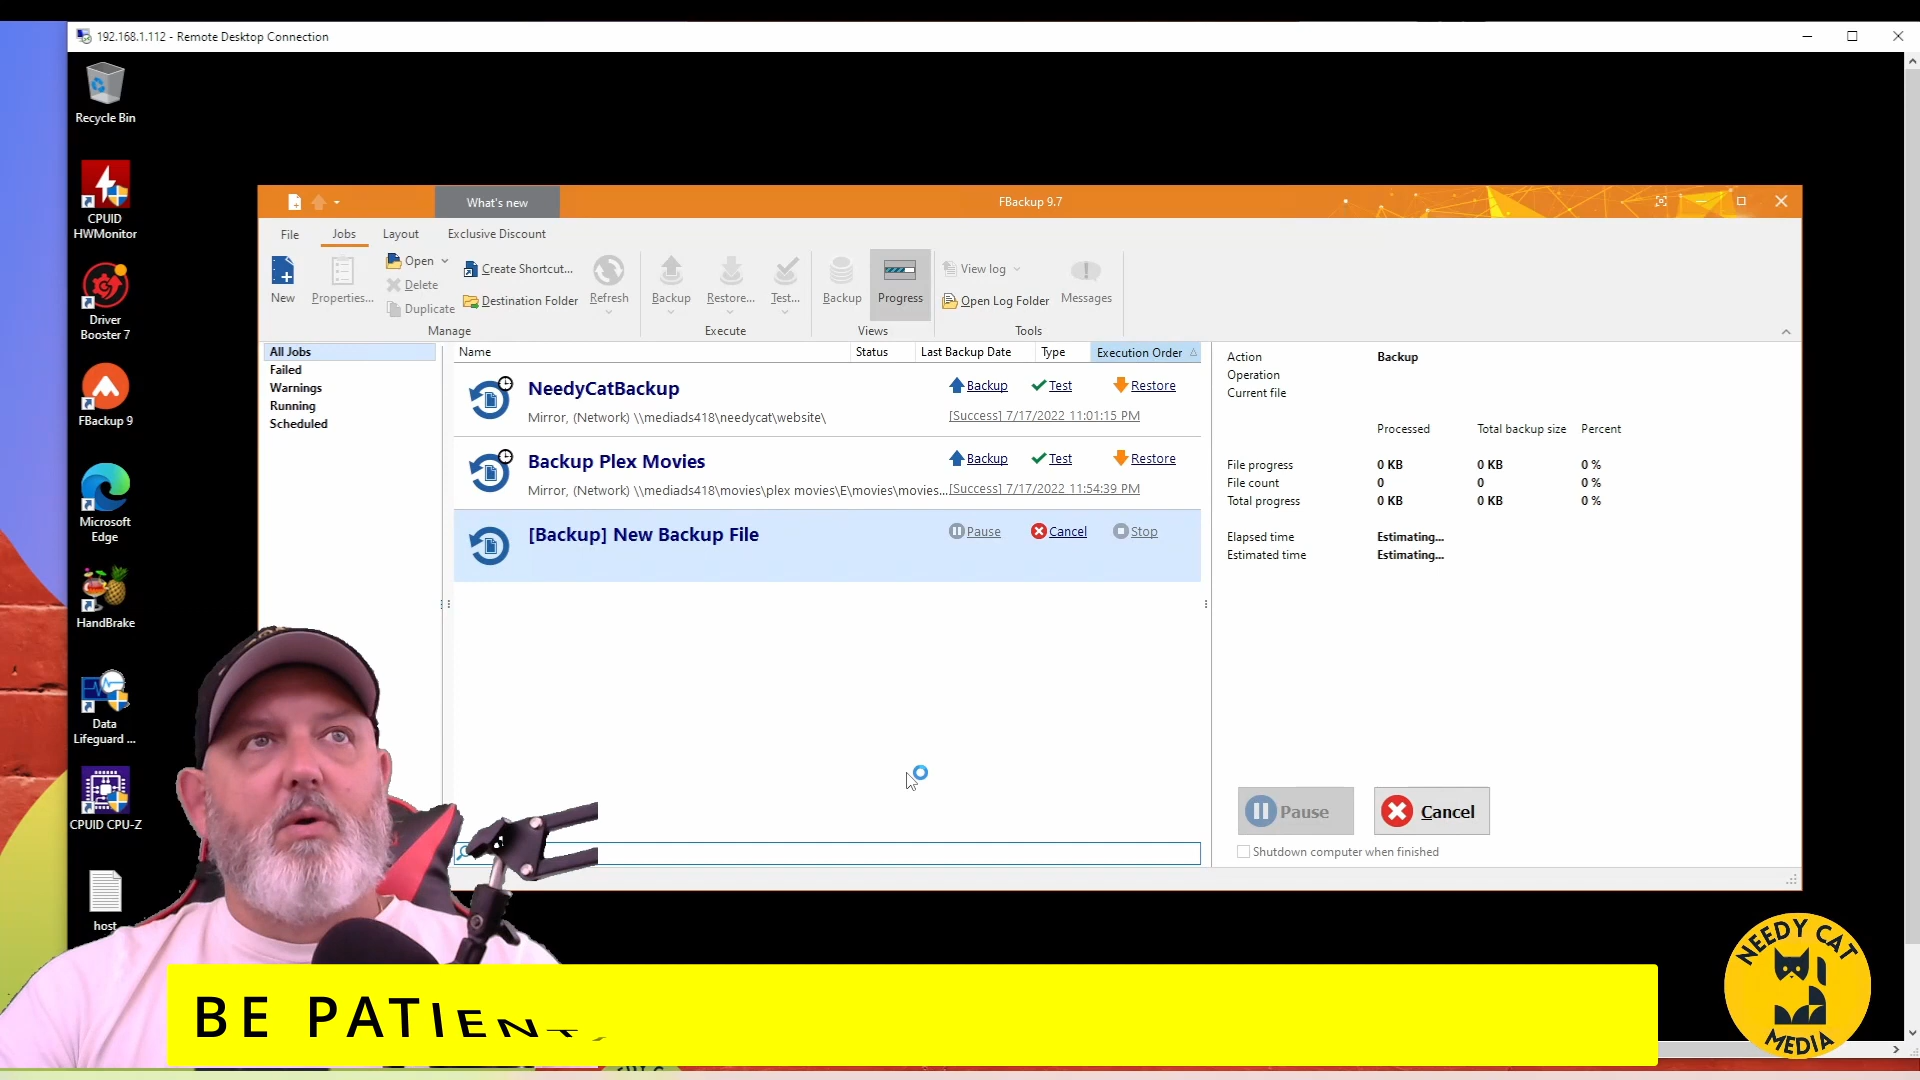 192.168.1.112 - Remote Desktop Connection
Recycle Bin
CPUID
HWMonitor
Driver
Booster 7
FBackup 9
Microsoft
Edge
HandBrake
Data
Lifeguard ...
CPUID CPU-Z
host
What's new
FBackup 9.7
File
Jobs
Layout
Exclusive Discount
New
Properties...
Open
Delete
Duplicate
Create Shortcut...
Destination Folder
Refresh
Manage
Backup
Restore...
Test...
Execute
Backup
Progress
Views
View log
Open Log Folder
Messages
Tools
All Jobs
Failed
Warnings
Running
Scheduled
Name
Status
Last Backup Date
Type
Execution Order
NeedyCatBackup
Backup
Test
Restore
Mirror, (Network) \\mediads418\needycat\website\
[Success] 7/17/2022 11:01:15 PM
Backup Plex Movies
Backup
Test
Restore
Mirror, (Network) \\mediads418\movies\plex movies\E\movies\movies...
[Success] 7/17/2022 11:54:39 PM
[Backup] New Backup File
Pause
Cancel
Stop
Action Backup
Operation
Current file
Processed Total backup size Percent
File progress 0 KB 0 KB 0 %
File count 0 0 0 %
Total progress 0 KB 0 KB 0 %
Elapsed time Estimating...
Estimated time Estimating...
Pause
Cancel
Shutdown computer when finished
BE PATIEN
NEEDY CAT
MEDIA